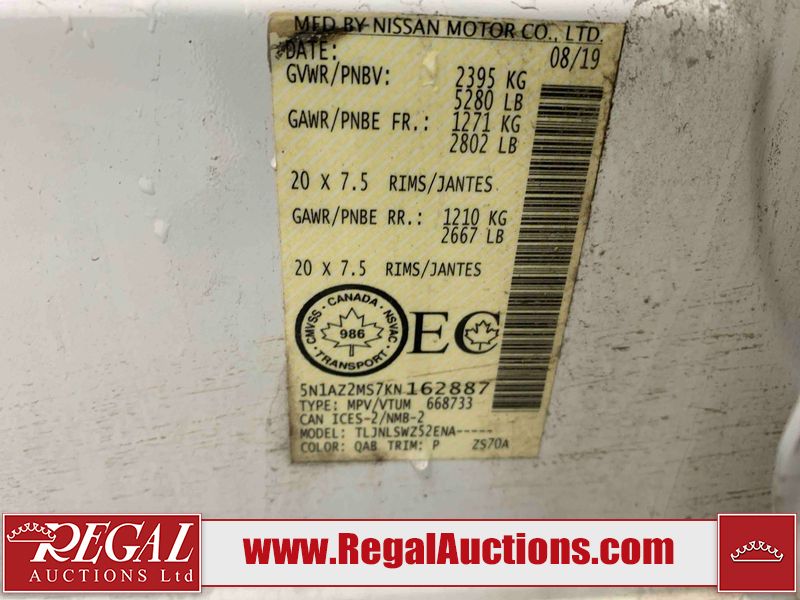 MFD BY NISSAN MOTOR CO., LTD.
DATE: 08/19
GVWR/PNBV: 2395 KG
5280 LB
GAWR/PNBE FR.: 1271 KG
2802 LB
20 X 7.5 RIMS/JANTES
GAWR/PNBE RR.: 1210 KG
2667 LB
20 X 7.5 RIMS/JANTES
CMVSS · CANADA · NSVAC · TRANSPORT ·
986
EC
5N1AZ2MS7KN162887
TYPE: MPV/VTUM 668733
CAN ICES-2/NMB-2
MODEL: TLJNLSWZ52ENA-----
COLOR: QAB TRIM: P ZS70A
REGAL
AUCTIONS Ltd
www.RegalAuctions.com